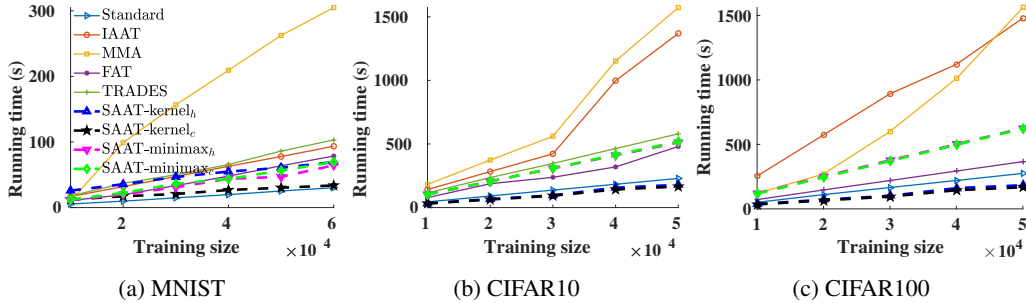 Running time (s)
300
200
100
0
Standard
IAAT
MMA
FAT
TRADES
SAAT-kernel_h
SAAT-kernel_c
SAAT-minimax_h
SAAT-minimax
2 4 6
Training size ×10 4
(a) MNIST
Running time (s)
1500
1000
500
0
1 2 3 4 5
Training size ×10 4
(b) CIFAR10
Running time (s)
1500
1000
500
0
1 2 3 4 5
Training size ×10 4
(c) CIFAR100